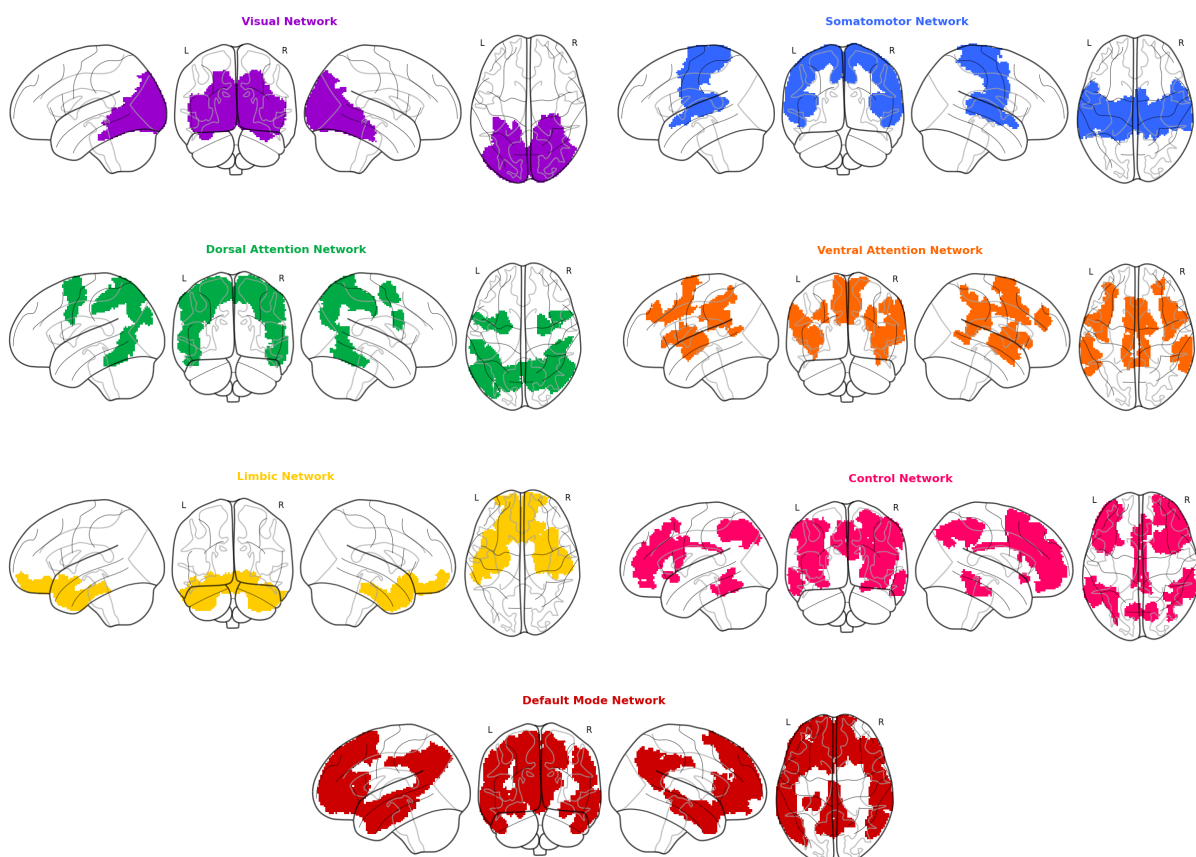 Visual Network
L R L R
Somatomotor Network
L R L R
Dorsal Attention Network
L R L R
Ventral Attention Network
L R L R
Limbic Network
L R L R
Control Network
L R L R
Default Mode Network
L R L R